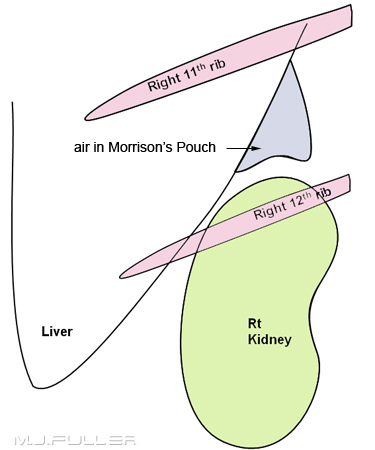 Right 11th rib
air in Morrison's Pouch
Right 12th rib
Liver
Rt
Kidney
M.J.FULLER